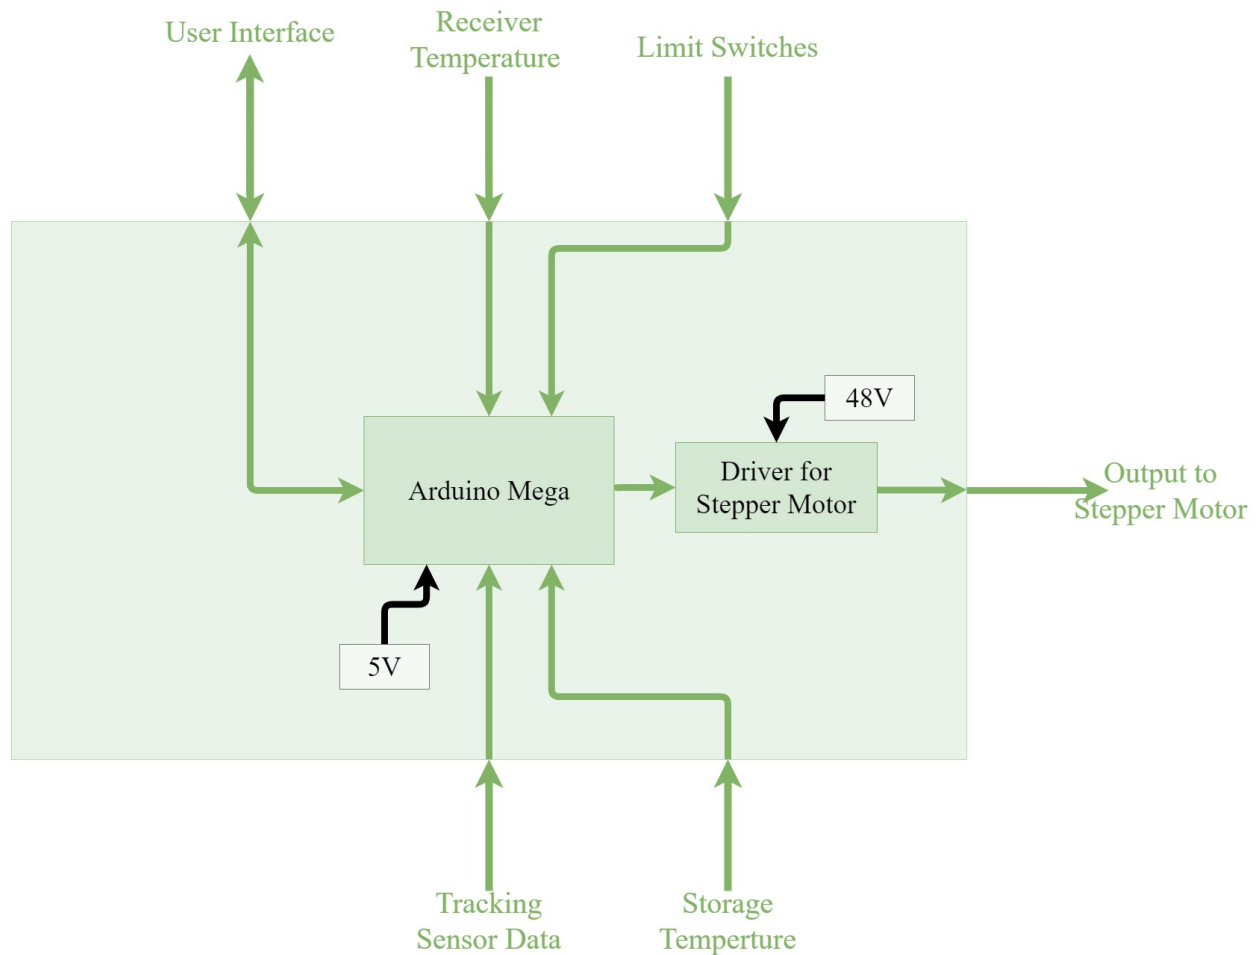 User Interface
Receiver
Temperature
Limit Switches
48V
Arduino Mega
Driver for
Stepper Motor
Output to
Stepper Motor
5V
Tracking
Sensor Data
Storage
Temperture